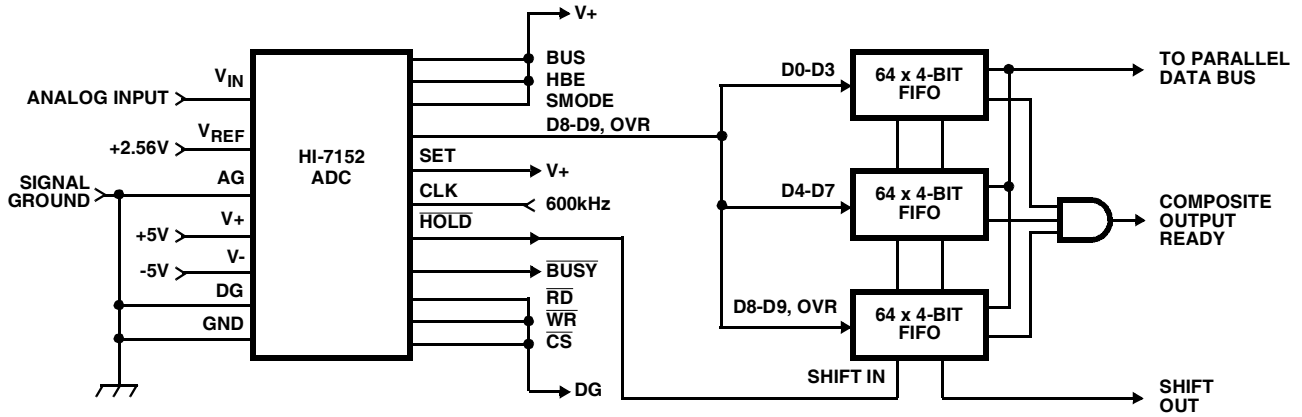 V+
BUS
HBE
SMODE
D8-D9, OVR
VIN
ANALOG INPUT
VREF
+2.56V
HI-7152
ADC
SET
V+
SIGNAL
GROUND
AG
CLK
600kHz
V+
+5V
HOLD
V-
-5V
BUSY
DG
RD
GND
WR
CS
DG
D0-D3
64 x 4-BIT
FIFO
TO PARALLEL
DATA BUS
D4-D7
64 x 4-BIT
FIFO
COMPOSITE
OUTPUT
READY
D8-D9, OVR
64 x 4-BIT
FIFO
SHIFT IN
SHIFT
OUT